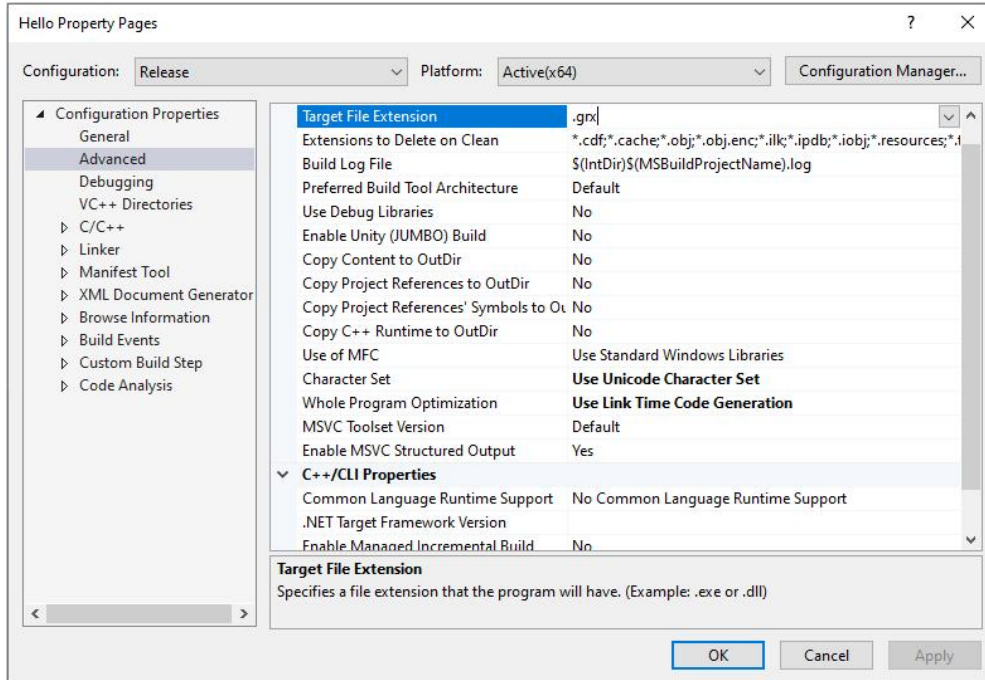 Hello Property Pages
Configuration: Release Platform: Active(x64) Configuration Manager...
Configuration Properties
General
Advanced
Debugging
VC++ Directories
C/C++
Linker
Manifest Tool
XML Document Generator
Browse Information
Build Events
Custom Build Step
Code Analysis
Target File Extension .grx
Extensions to Delete on Clean *.cdf;*.cache;*.obj;*.obj.enc;*.ilk;*.ipdb;*.iobj;*.resources;*.t
Build Log File $(IntDir)$(MSBuildProjectName).log
Preferred Build Tool Architecture Default
Use Debug Libraries No
Enable Unity (JUMBO) Build No
Copy Content to OutDir No
Copy Project References to OutDir No
Copy Project References' Symbols to Ou No
Copy C++ Runtime to OutDir No
Use of MFC Use Standard Windows Libraries
Character Set Use Unicode Character Set
Whole Program Optimization Use Link Time Code Generation
MSVC Toolset Version Default
Enable MSVC Structured Output Yes
C++/CLI Properties
Common Language Runtime Support No Common Language Runtime Support
.NET Target Framework Version
Enable Managed Incremental Build No
Target File Extension
Specifies a file extension that the program will have. (Example: .exe or .dll)
OK Cancel Apply